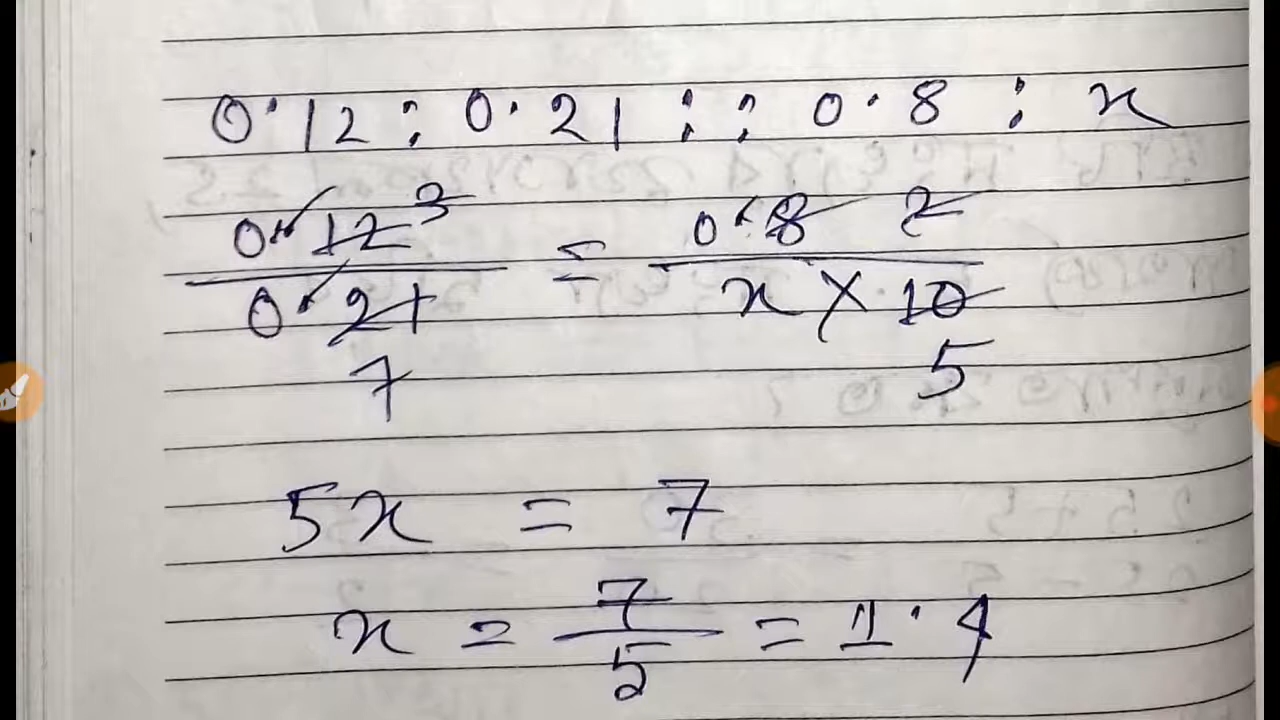 0.12 : 0.21 :: 0.8 : x
0.12 3 / 0.21 7 = 0.8 2 / x × 10 5
5x = 7
x = 7/5 = 1.4